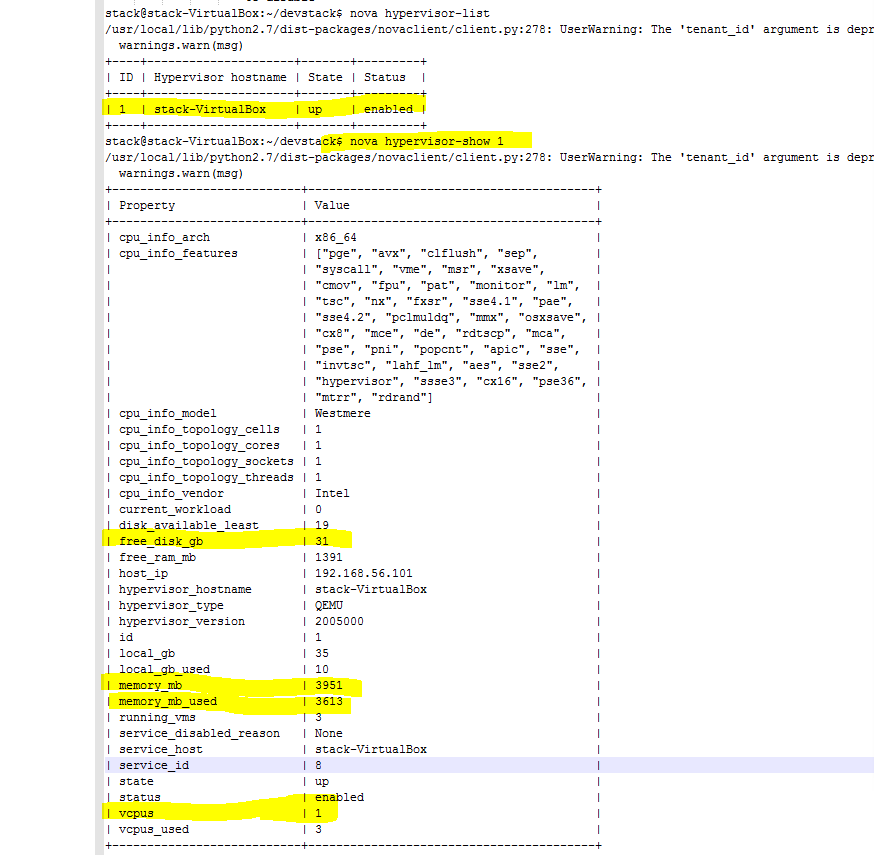 stack@stack-VirtualBox:~/devstack$ nova hypervisor-list
/usr/local/lib/python2.7/dist-packages/novaclient/client.py:278: UserWarning: The 'tenant_id' argument is depr
  warnings.warn(msg)
+----+---------------------+-------+---------+
| ID | Hypervisor hostname | State | Status  |
+----+---------------------+-------+---------+
| 1  | stack-VirtualBox    | up    | enabled |
+----+---------------------+-------+---------+
stack@stack-VirtualBox:~/devstack$ nova hypervisor-show 1
/usr/local/lib/python2.7/dist-packages/novaclient/client.py:278: UserWarning: The 'tenant_id' argument is depr
  warnings.warn(msg)
+---------------------------+-----------------------------------------+
| Property                  | Value                                   |
+---------------------------+-----------------------------------------+
| cpu_info_arch             | x86_64                                  |
| cpu_info_features         | ["pge", "avx", "clflush", "sep",        |
|                           | "syscall", "vme", "msr", "xsave",       |
|                           | "cmov", "fpu", "pat", "monitor", "lm",  |
|                           | "tsc", "nx", "fxsr", "sse4.1", "pae",   |
|                           | "sse4.2", "pclmuldq", "mmx", "osxsave", |
|                           | "cx8", "mce", "de", "rdtscp", "mca",    |
|                           | "pse", "pni", "popcnt", "apic", "sse",  |
|                           | "invtsc", "lahf_lm", "aes", "sse2",     |
|                           | "hypervisor", "ssse3", "cx16", "pse36", |
|                           | "mtrr", "rdrand"]                       |
| cpu_info_model            | Westmere                                |
| cpu_info_topology_cells   | 1                                       |
| cpu_info_topology_cores   | 1                                       |
| cpu_info_topology_sockets | 1                                       |
| cpu_info_topology_threads | 1                                       |
| cpu_info_vendor           | Intel                                   |
| current_workload          | 0                                       |
| disk_available_least      | 19                                      |
| free_disk_gb              | 31                                      |
| free_ram_mb               | 1391                                    |
| host_ip                   | 192.168.56.101                          |
| hypervisor_hostname       | stack-VirtualBox                        |
| hypervisor_type           | QEMU                                    |
| hypervisor_version        | 2005000                                 |
| id                        | 1                                       |
| local_gb                  | 35                                      |
| local_gb_used             | 10                                      |
| memory_mb                 | 3951                                    |
| memory_mb_used            | 3613                                    |
| running_vms               | 3                                       |
| service_disabled_reason   | None                                    |
| service_host              | stack-VirtualBox                        |
| service_id                | 8                                       |
| state                     | up                                      |
| status                    | enabled                                 |
| vcpus                     | 1                                       |
| vcpus_used                | 3                                       |
+---------------------------+-----------------------------------------+